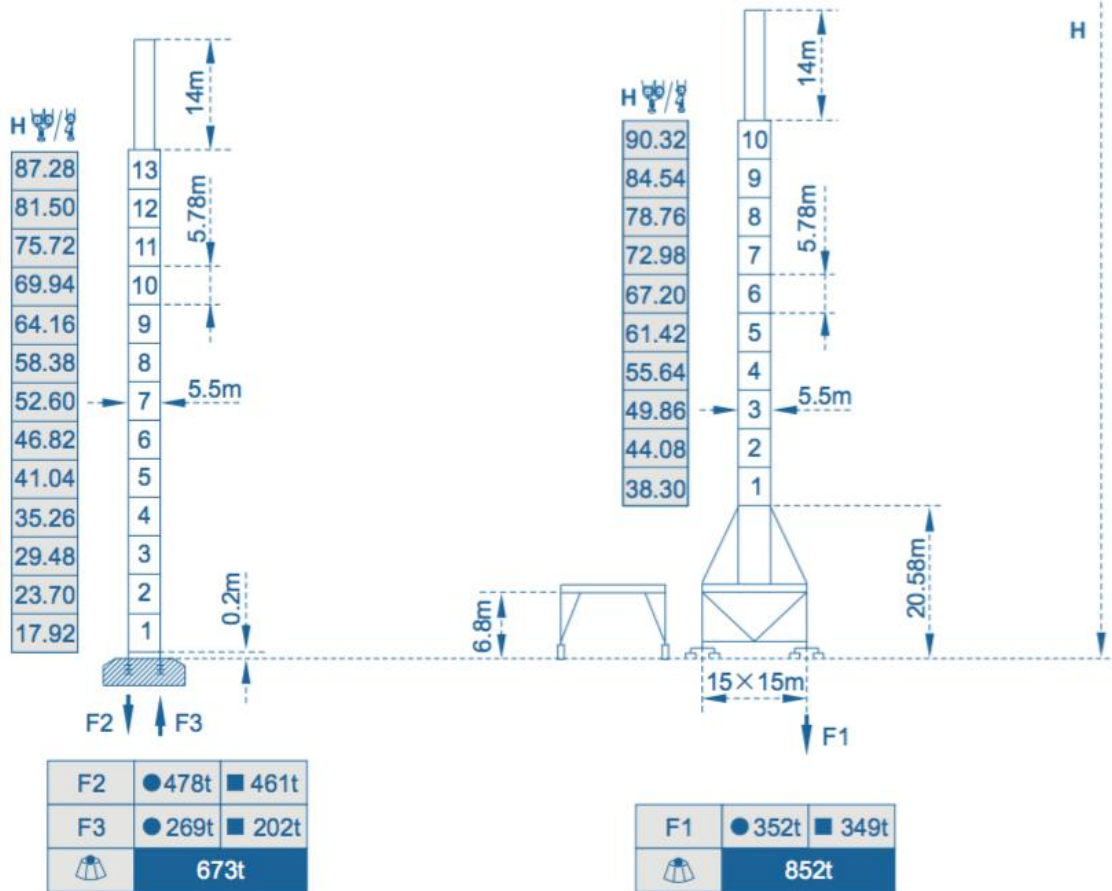 H
14m
14m
H /
H /
87.28
13
81.50
12
75.72
11
69.94
10
64.16
9
58.38
8
52.60
7
46.82
6
41.04
5
35.26
4
29.48
3
23.70
2
17.92
1
5.78m
5.5m
0.2m
F2
F3
90.32
10
84.54
9
78.76
8
72.98
7
67.20
6
61.42
5
55.64
4
49.86
3
44.08
2
38.30
1
5.78m
5.5m
20.58m
6.8m
15×15m
F1
F2 ●478t ■ 461t
F3 ●269t ■ 202t
673t
F1 ●352t ■ 349t
852t